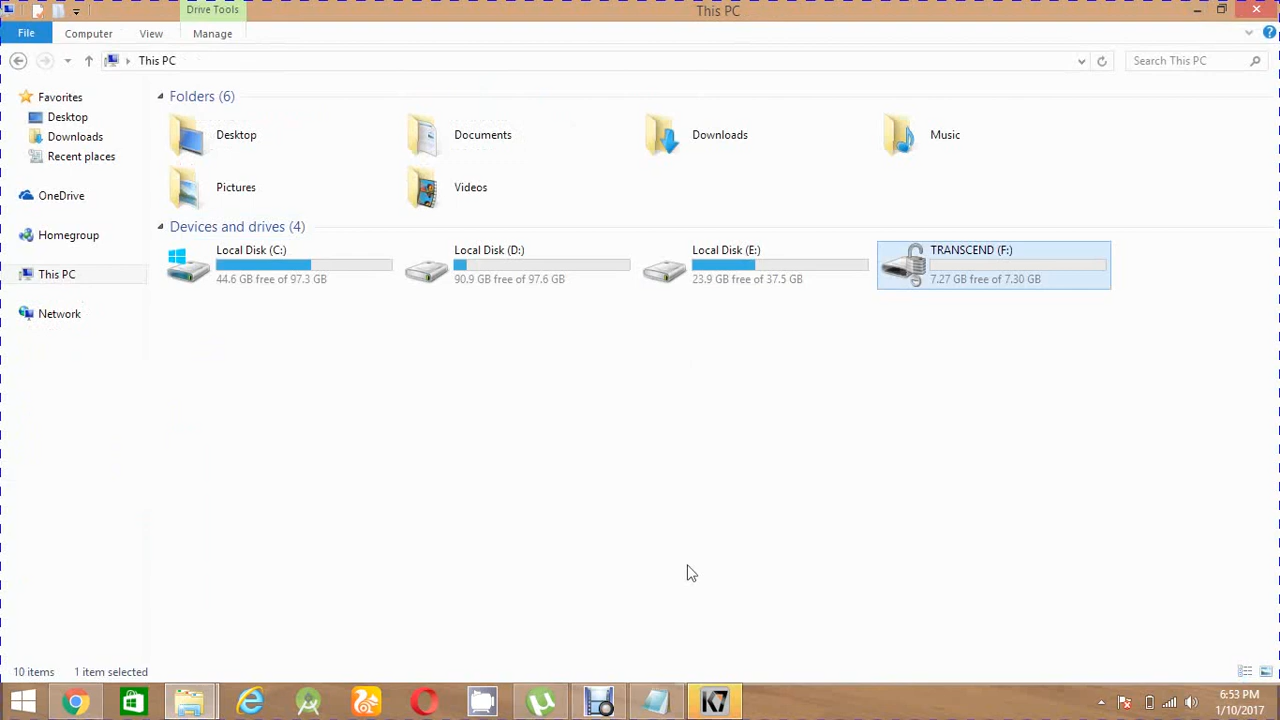 Drive Tools
This PC
File
Computer
View
Manage
This PC
Search This PC
Favorites
Desktop
Downloads
Recent places
OneDrive
Homegroup
This PC
Network
Folders (6)
Desktop
Documents
Downloads
Music
Pictures
Videos
Devices and drives (4)
Local Disk (C:)
44.6 GB free of 97.3 GB
Local Disk (D:)
90.9 GB free of 97.6 GB
Local Disk (E:)
23.9 GB free of 37.5 GB
TRANSCEND (F:)
7.27 GB free of 7.30 GB
10 items
1 item selected
K7
6:53 PM
1/10/2017